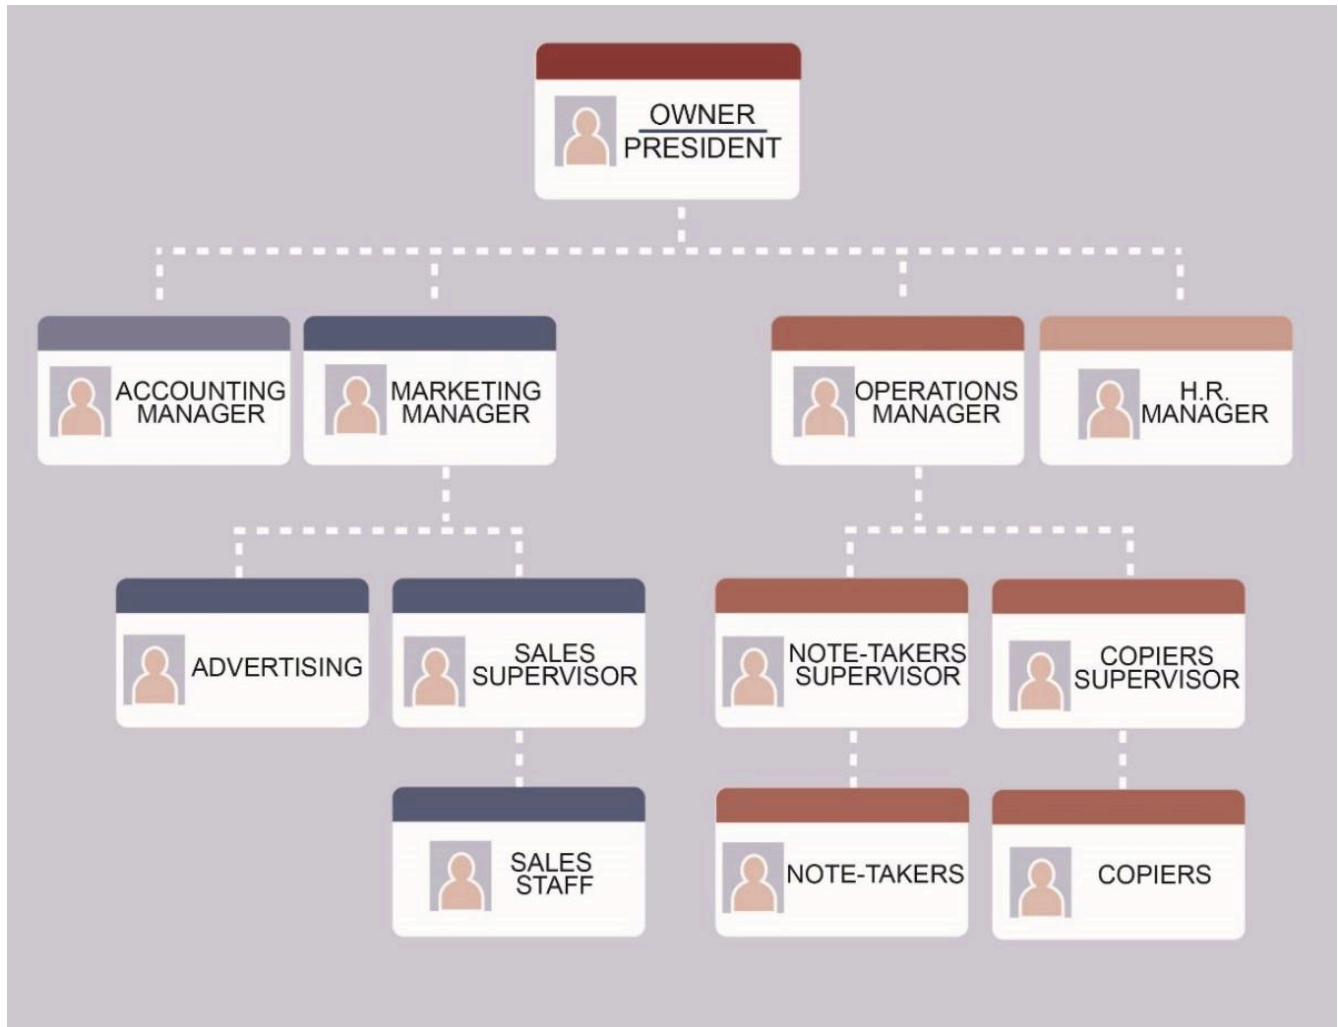 OWNER
PRESIDENT
ACCOUNTING
MANAGER
MARKETING
MANAGER
OPERATIONS
MANAGER
H.R.
MANAGER
ADVERTISING
SALES
SUPERVISOR
NOTE-TAKERS
SUPERVISOR
COPIERS
SUPERVISOR
SALES
STAFF
NOTE-TAKERS
COPIERS